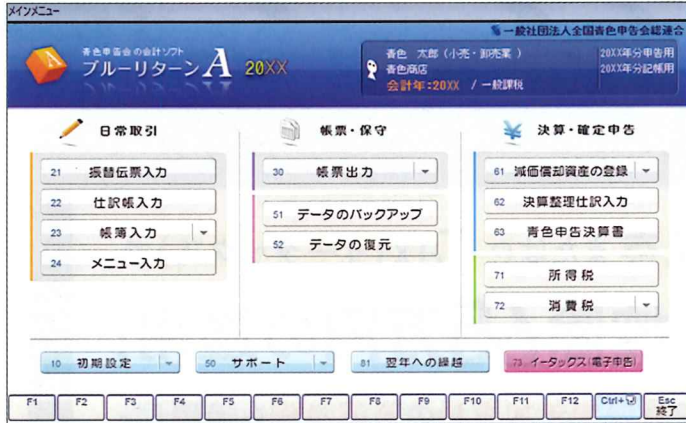 メインメニュー
一般社団法人全国青色申告会総連合
青色申告会の会計ソフト
ブルーリターンA 20XX
青色 太郎（小売・卸売業 ）
青色商店
会計年:20XX / 一般課税
20XX年分申告用
20XX年分記帳用
日常取引
21 振替伝票入力
22 仕訳帳入力
23 帳簿入力
24 メニュー入力
帳票・保守
30 帳票出力
51 データのバックアップ
52 データの復元
決算・確定申告
61 減価償却資産の登録
62 決算整理仕訳入力
63 青色申告決算書
71 所得税
72 消費税
10 初期設定
50 サポート
81 翌年への繰越
73 イータックス(電子申告)
F1 F2 F3 F4 F5 F6 F7 F8 F9 F10 F11 F12 Ctrl+ Esc
終了